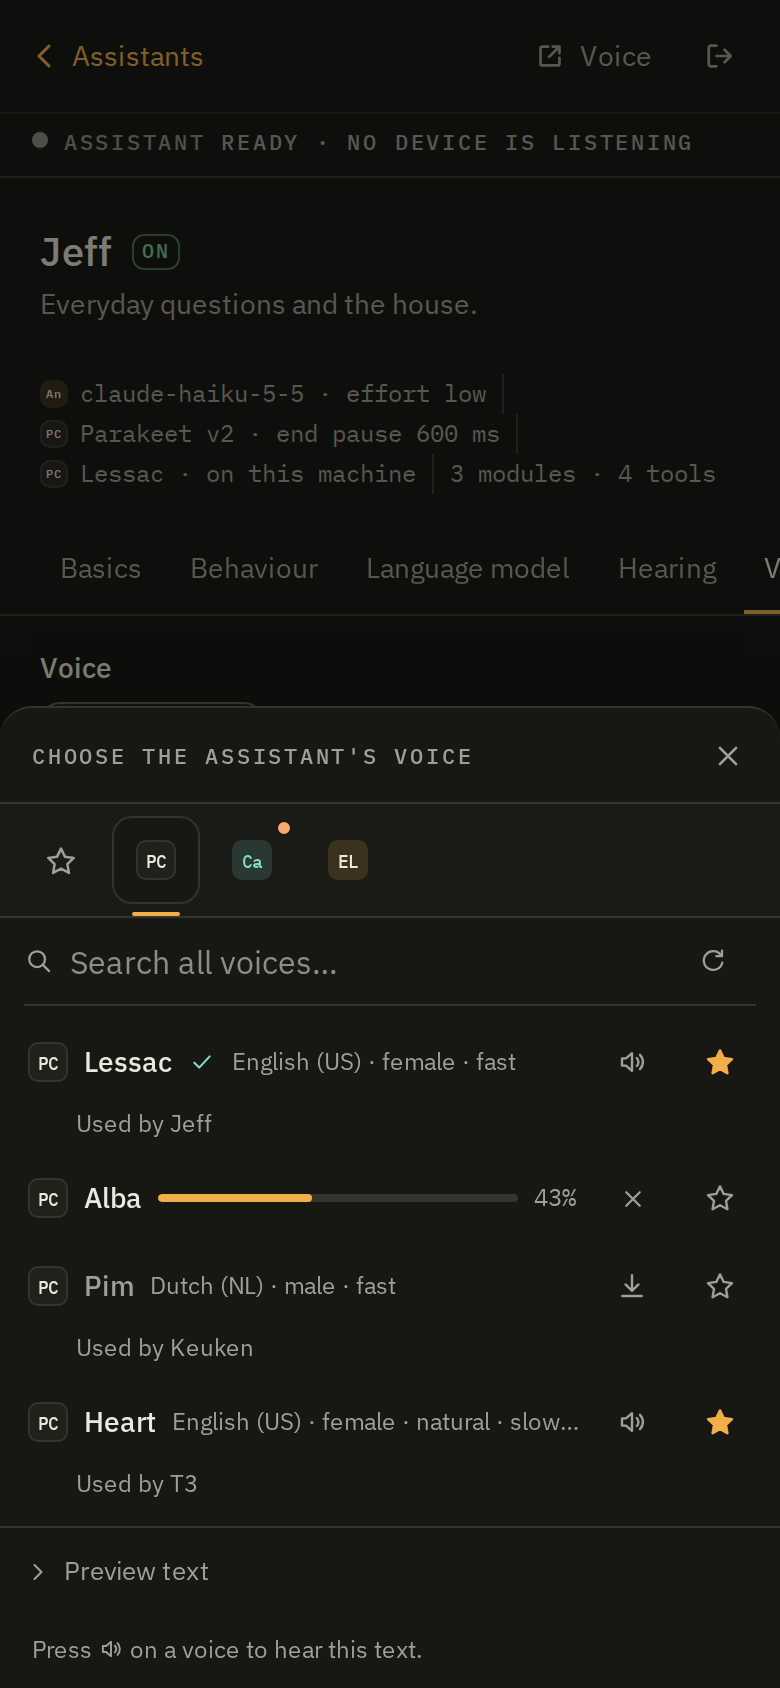 Assistants
Voice
ASSISTANT READY · NO DEVICE IS LISTENING
Jeff ON
Everyday questions and the house.
An claude-haiku-5-5 · effort low
PC Parakeet v2 · end pause 600 ms
PC Lessac · on this machine 3 modules · 4 tools
Basics Behaviour Language model Hearing V
Voice
CHOOSE THE ASSISTANT'S VOICE
PC Ca EL
Search all voices...
PC Lessac English (US) · female · fast
Used by Jeff
PC Alba 43%
PC Pim Dutch (NL) · male · fast
Used by Keuken
PC Heart English (US) · female · natural · slow...
Used by T3
Preview text
Press on a voice to hear this text.